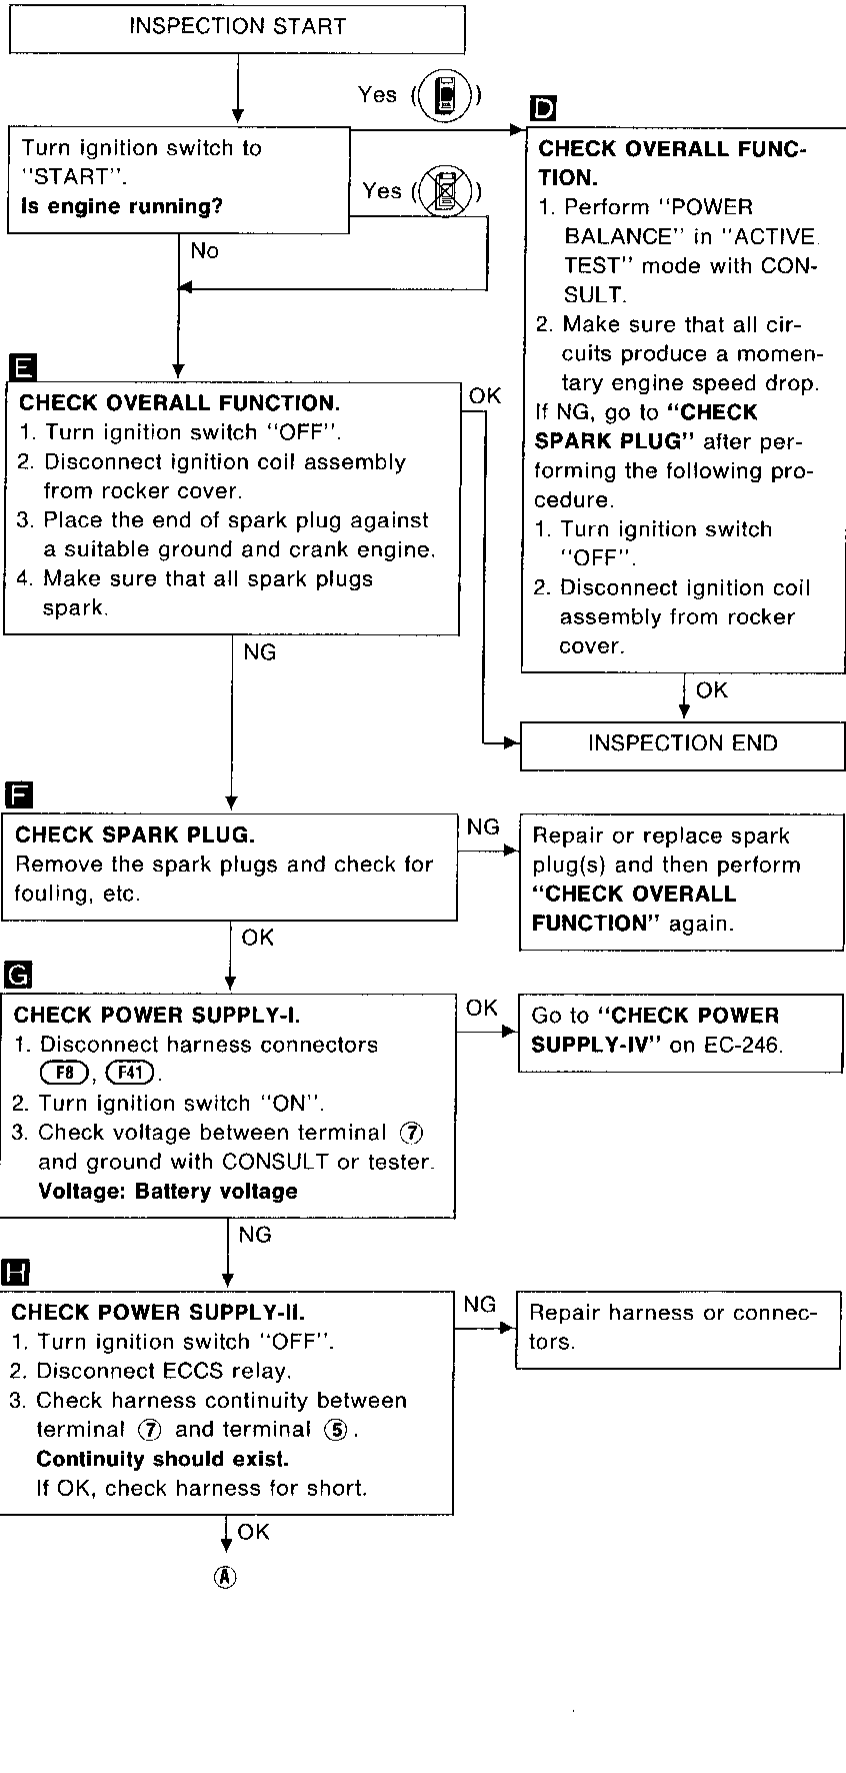 INSPECTION START
Yes
Turn ignition switch to
"START".
Is engine running?
Yes
No
D
CHECK OVERALL FUNC-
TION.
1. Perform "POWER
BALANCE" in "ACTIVE
TEST" mode with CON-
SULT.
2. Make sure that all cir-
cuits produce a momen-
tary engine speed drop.
If NG, go to "CHECK
SPARK PLUG" after per-
forming the following pro-
cedure.
1. Turn ignition switch
"OFF".
2. Disconnect ignition coil
assembly from rocker
cover.
OK
INSPECTION END
E
CHECK OVERALL FUNCTION.
1. Turn ignition switch "OFF".
2. Disconnect ignition coil assembly
from rocker cover.
3. Place the end of spark plug against
a suitable ground and crank engine.
4. Make sure that all spark plugs
spark.
OK
NG
F
CHECK SPARK PLUG.
Remove the spark plugs and check for
fouling, etc.
NG
Repair or replace spark
plug(s) and then perform
"CHECK OVERALL
FUNCTION" again.
OK
G
CHECK POWER SUPPLY-I.
1. Disconnect harness connectors
F8, F41.
2. Turn ignition switch "ON".
3. Check voltage between terminal ⑦
and ground with CONSULT or tester.
Voltage: Battery voltage
OK
Go to "CHECK POWER
SUPPLY-IV" on EC-246.
NG
H
CHECK POWER SUPPLY-II.
1. Turn ignition switch "OFF".
2. Disconnect ECCS relay.
3. Check harness continuity between
terminal ⑦ and terminal ⑤.
Continuity should exist.
If OK, check harness for short.
NG
Repair harness or connec-
tors.
OK
Ⓐ